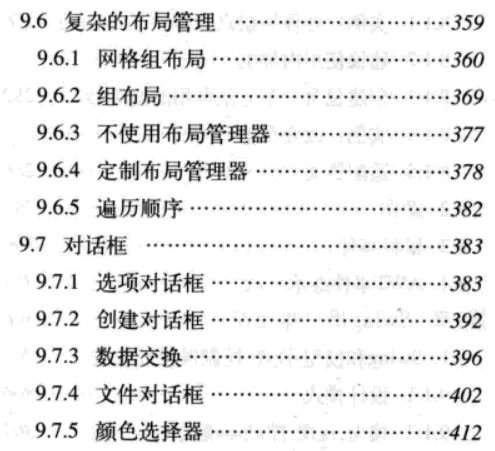 9.6 复杂的布局管理 ················ 359
9.6.1 网格组布局 ················ 360
9.6.2 组布局 ················ 369
9.6.3 不使用布局管理器 ················ 377
9.6.4 定制布局管理器 ················ 378
9.6.5 遍历顺序 ················ 382
9.7 对话框 ················ 383
9.7.1 选项对话框 ················ 383
9.7.2 创建对话框 ················ 392
9.7.3 数据交换 ················ 396
9.7.4 文件对话框 ················ 402
9.7.5 颜色选择器 ················ 412